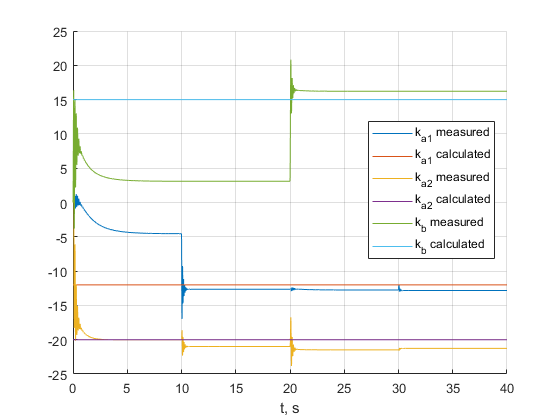 25
20
15
10
5
0
-5
-10
-15
-20
-25
0
5
10
15
20
25
30
35
40
t, s
k_a1 measured
k_a1 calculated
k_a2 measured
k_a2 calculated
k_b measured
k_b calculated